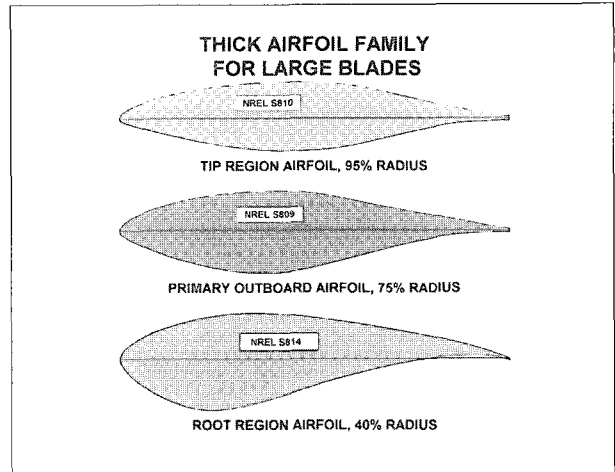 THICK AIRFOIL FAMILY
FOR LARGE BLADES
NREL S810
TIP REGION AIRFOIL, 95% RADIUS
NREL S809
PRIMARY OUTBOARD AIRFOIL, 75% RADIUS
NREL S814
ROOT REGION AIRFOIL, 40% RADIUS